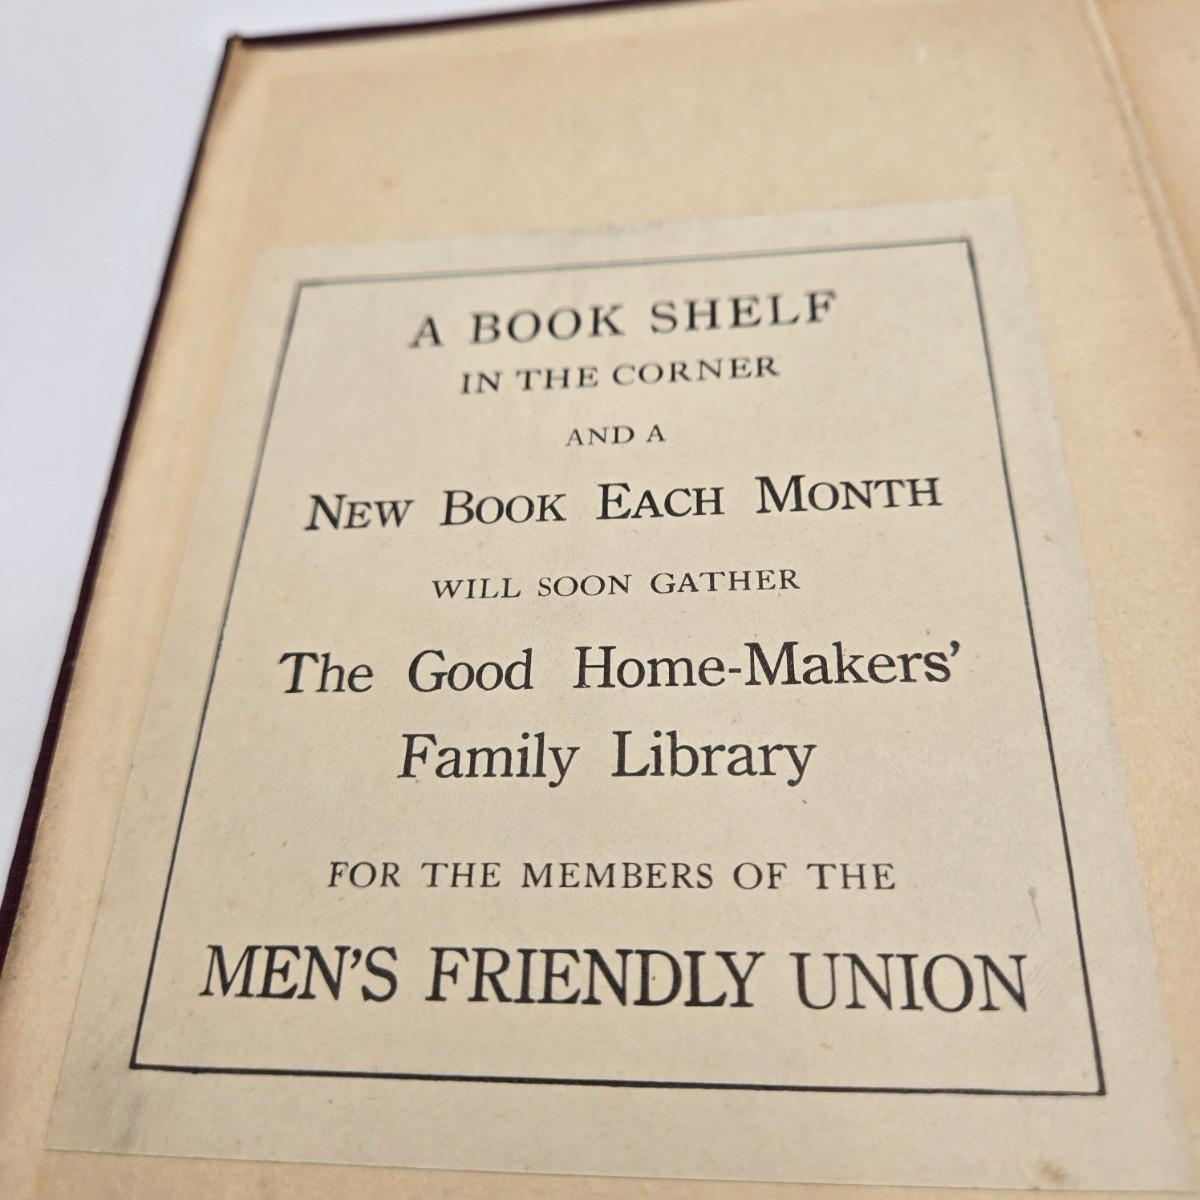 A BOOK SHELF
IN THE CORNER
AND A
NEW BOOK EACH MONTH
WILL SOON GATHER
The Good Home-Makers'
Family Library
FOR THE MEMBERS OF THE
MEN'S FRIENDLY UNION